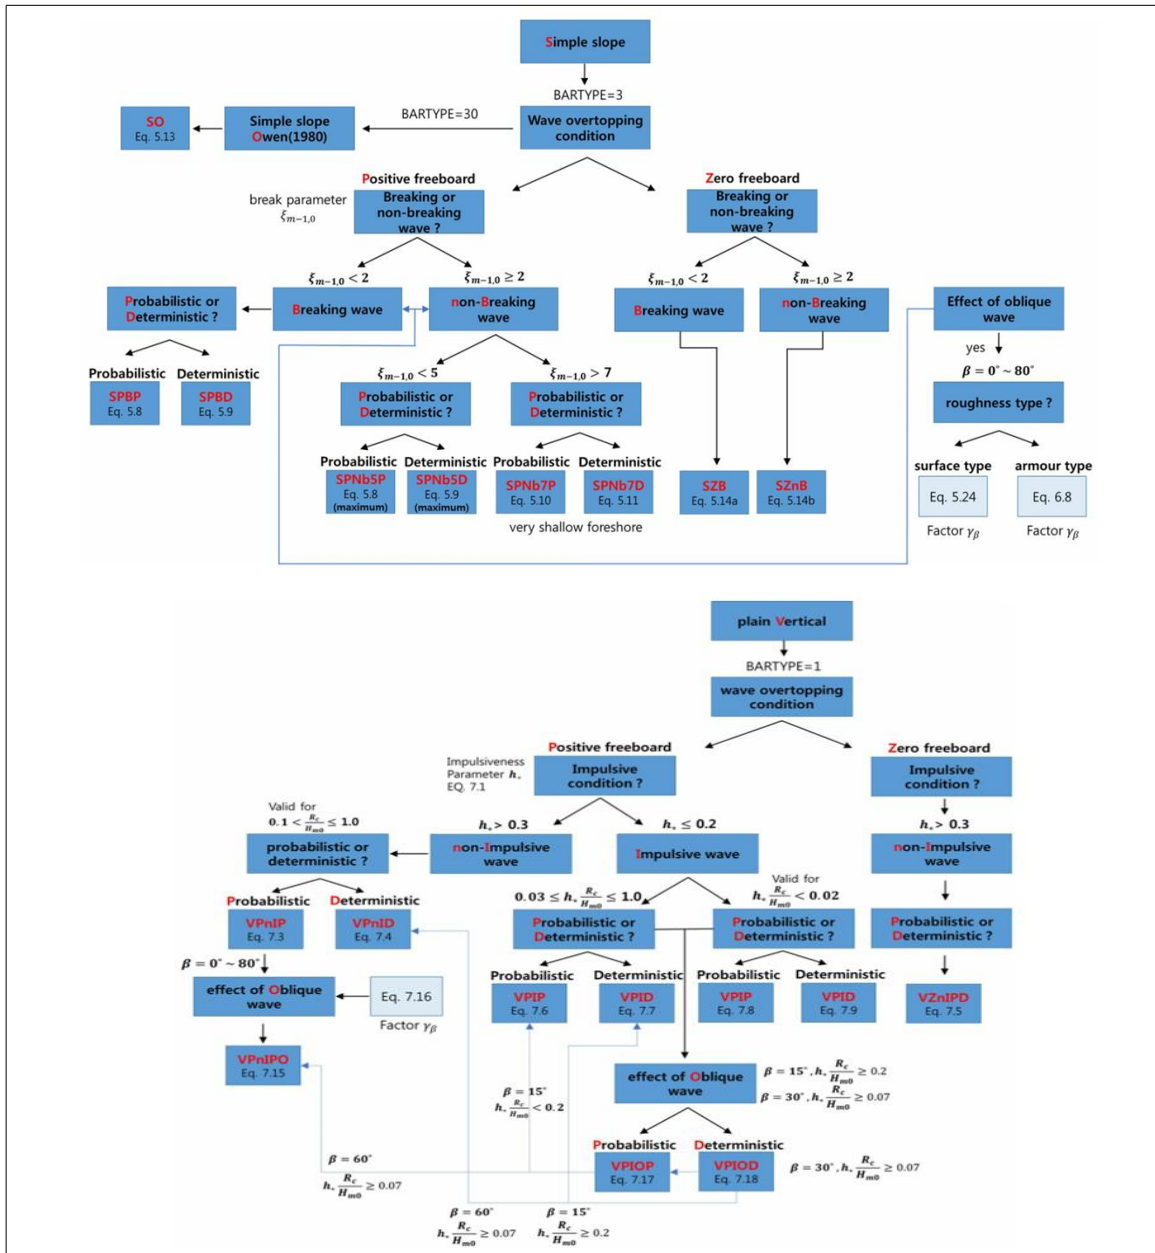 Simple slope
BARTYPE=3
BARTYPE=30
SO
Eq. 5.13
Simple slope
Owen(1980)
Wave overtopping
condition
Positive freeboard
Zero freeboard
break parameter
ξm−1,0
Breaking or
non-breaking
wave ?
Breaking or
non-breaking
wave ?
ξm−1,0 < 2
ξm−1,0 ≥ 2
ξm−1,0 < 2
ξm−1,0 ≥ 2
Probabilistic or
Deterministic ?
Breaking wave
non-Breaking
wave
Breaking wave
non-Breaking
wave
Effect of oblique
wave
yes
β = 0° ~ 80°
Probabilistic
Deterministic
ξm−1,0 < 5
ξm−1,0 > 7
SPBP
Eq. 5.8
SPBD
Eq. 5.9
Probabilistic or
Deterministic ?
Probabilistic or
Deterministic ?
roughness type ?
Probabilistic
Deterministic
Probabilistic
Deterministic
surface type
armour type
SPNb5P
Eq. 5.8
(maximum)
SPNb5D
Eq. 5.9
(maximum)
SPNb7P
Eq. 5.10
SPNb7D
Eq. 5.11
SZB
Eq. 5.14a
SZnB
Eq. 5.14b
Eq. 5.24
Eq. 6.8
very shallow foreshore
Factor γβ
Factor γβ
plain Vertical
BARTYPE=1
wave overtopping
condition
Positive freeboard
Zero freeboard
Impulsiveness
Parameter h*
EQ. 7.1
Impulsive
condition ?
Impulsive
condition ?
Valid for
0.1 < Rc/Hm0 ≤ 1.0
h* > 0.3
h* ≤ 0.2
h* > 0.3
probabilistic or
deterministic ?
non-Impulsive
wave
Impulsive wave
non-Impulsive
wave
Probabilistic
Deterministic
0.03 ≤ h* Rc/Hm0 ≤ 1.0
Valid for
h* Rc/Hm0 < 0.02
VPnIP
Eq. 7.3
VPnID
Eq. 7.4
Probabilistic or
Deterministic ?
Probabilistic or
Deterministic ?
Probabilistic or
Deterministic ?
β = 0° ~ 80°
Probabilistic
Deterministic
Probabilistic
Deterministic
effect of Oblique
wave
Eq. 7.16
Factor γβ
VPIP
Eq. 7.6
VPID
Eq. 7.7
VPIP
Eq. 7.8
VPID
Eq. 7.9
VZnIPD
Eq. 7.5
VPnIPO
Eq. 7.15
effect of Oblique
wave
β = 15°, h* Rc/Hm0 ≥ 0.2
β = 30°, h* Rc/Hm0 ≥ 0.07
β = 15°
h* Rc/Hm0 < 0.2
Probabilistic
Deterministic
β = 60°
h* Rc/Hm0 ≥ 0.07
VPIOP
Eq. 7.17
VPIOD
Eq. 7.18
β = 30°, h* Rc/Hm0 ≥ 0.07
β = 60°
h* Rc/Hm0 ≥ 0.07
β = 15°
h* Rc/Hm0 ≥ 0.2